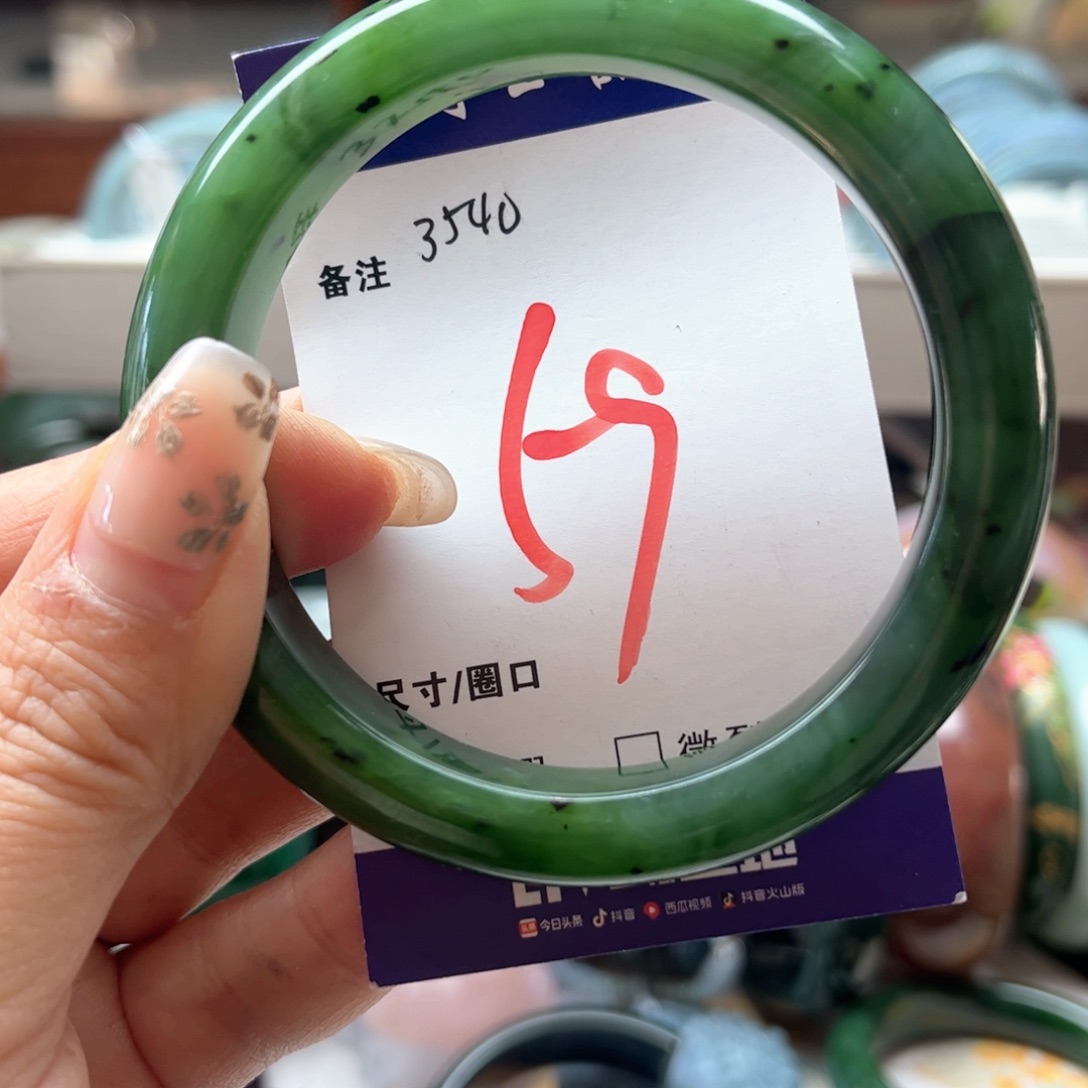 3540
备注
59
尺寸/圈口
微
今日头条 抖音 西瓜视频 抖音火山版